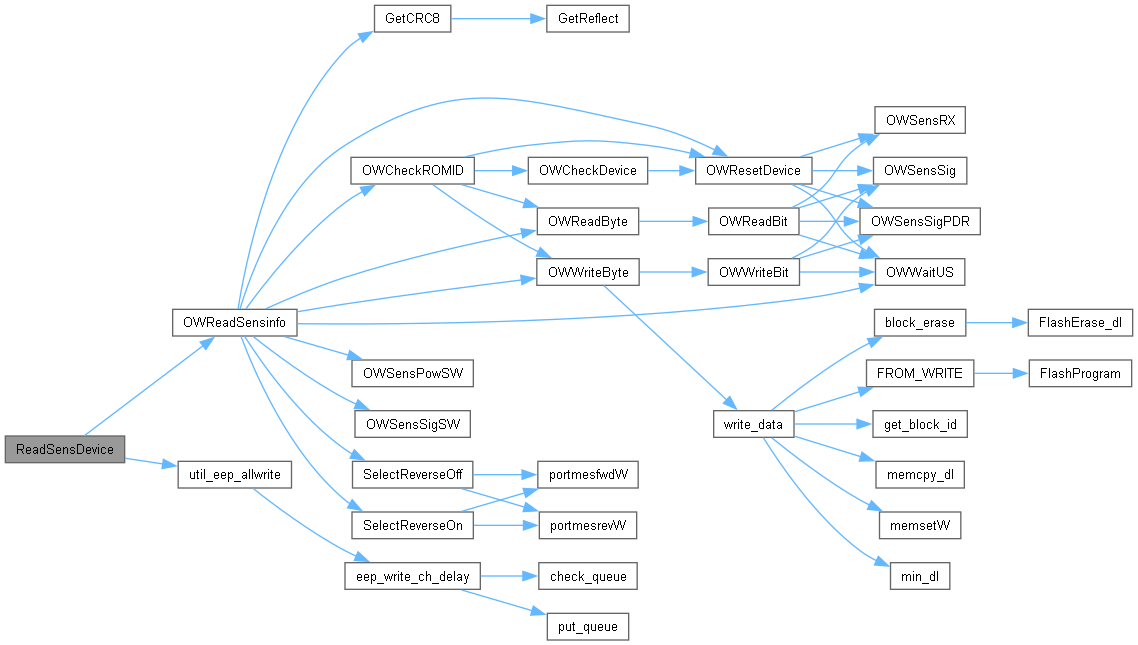 GetCRC8
GetReflect
OWSensRX
OWCheckROMID
OWCheckDevice
OWResetDevice
OWSensSig
OWReadByte
OWReadBit
OWSensSigPDR
OWWriteByte
OWWriteBit
OWWaitUS
OWReadSensinfo
block_erase
FlashErase_dl
OWSensPowSW
FROM_WRITE
FlashProgram
OWSensSigSW
write_data
get_block_id
ReadSensDevice
util_eep_allwrite
SelectReverseOff
portmesfwdW
memcpy_dl
SelectReverseOn
portmesrevW
memsetW
eep_write_ch_delay
check_queue
min_dl
put_queue